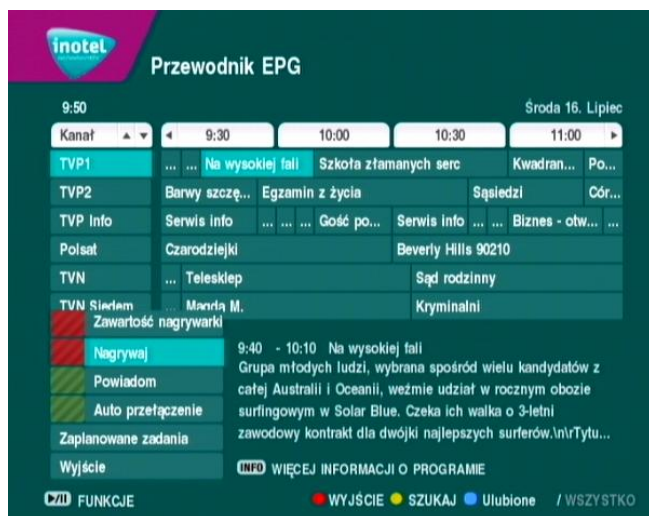 inotel
Przewodnik EPG
9:50 Środa 16. Lipiec
Kanał 9:30 10:00 10:30 11:00
TVP1 ... ... Na wysokiej fali Szkoła złamanych serc Kwadran... Po...
TVP2 Barwy szczę... Egzamin z życia Sąsiedzi Cór...
TVP Info Serwis info ... ... ... Gość po... Serwis info ... ... Biznes - otw... ...
Polsat Czarodziejki Beverly Hills 90210
TVN ... Telesklep Sąd rodzinny
TVN Siedem ... Magda M. Kryminalni
Zawartość nagrywarki
Nagrywaj
Powiadom
Auto przełączenie
Zaplanowane zadania
Wyjście
9:40 - 10:10 Na wysokiej fali
Grupa młodych ludzi, wybrana spośród wielu kandydatów z
całej Australii i Oceanii, weźmie udział w rocznym obozie
surfingowym w Solar Blue. Czeka ich walka o 3-letni
zawodowy kontrakt dla dwójki najlepszych surferów.\n\rTytu...
INFO WIĘCEJ INFORMACJI O PROGRAMIE
FUNKCJE WYJŚCIE SZUKAJ Ulubione / WSZYSTKO